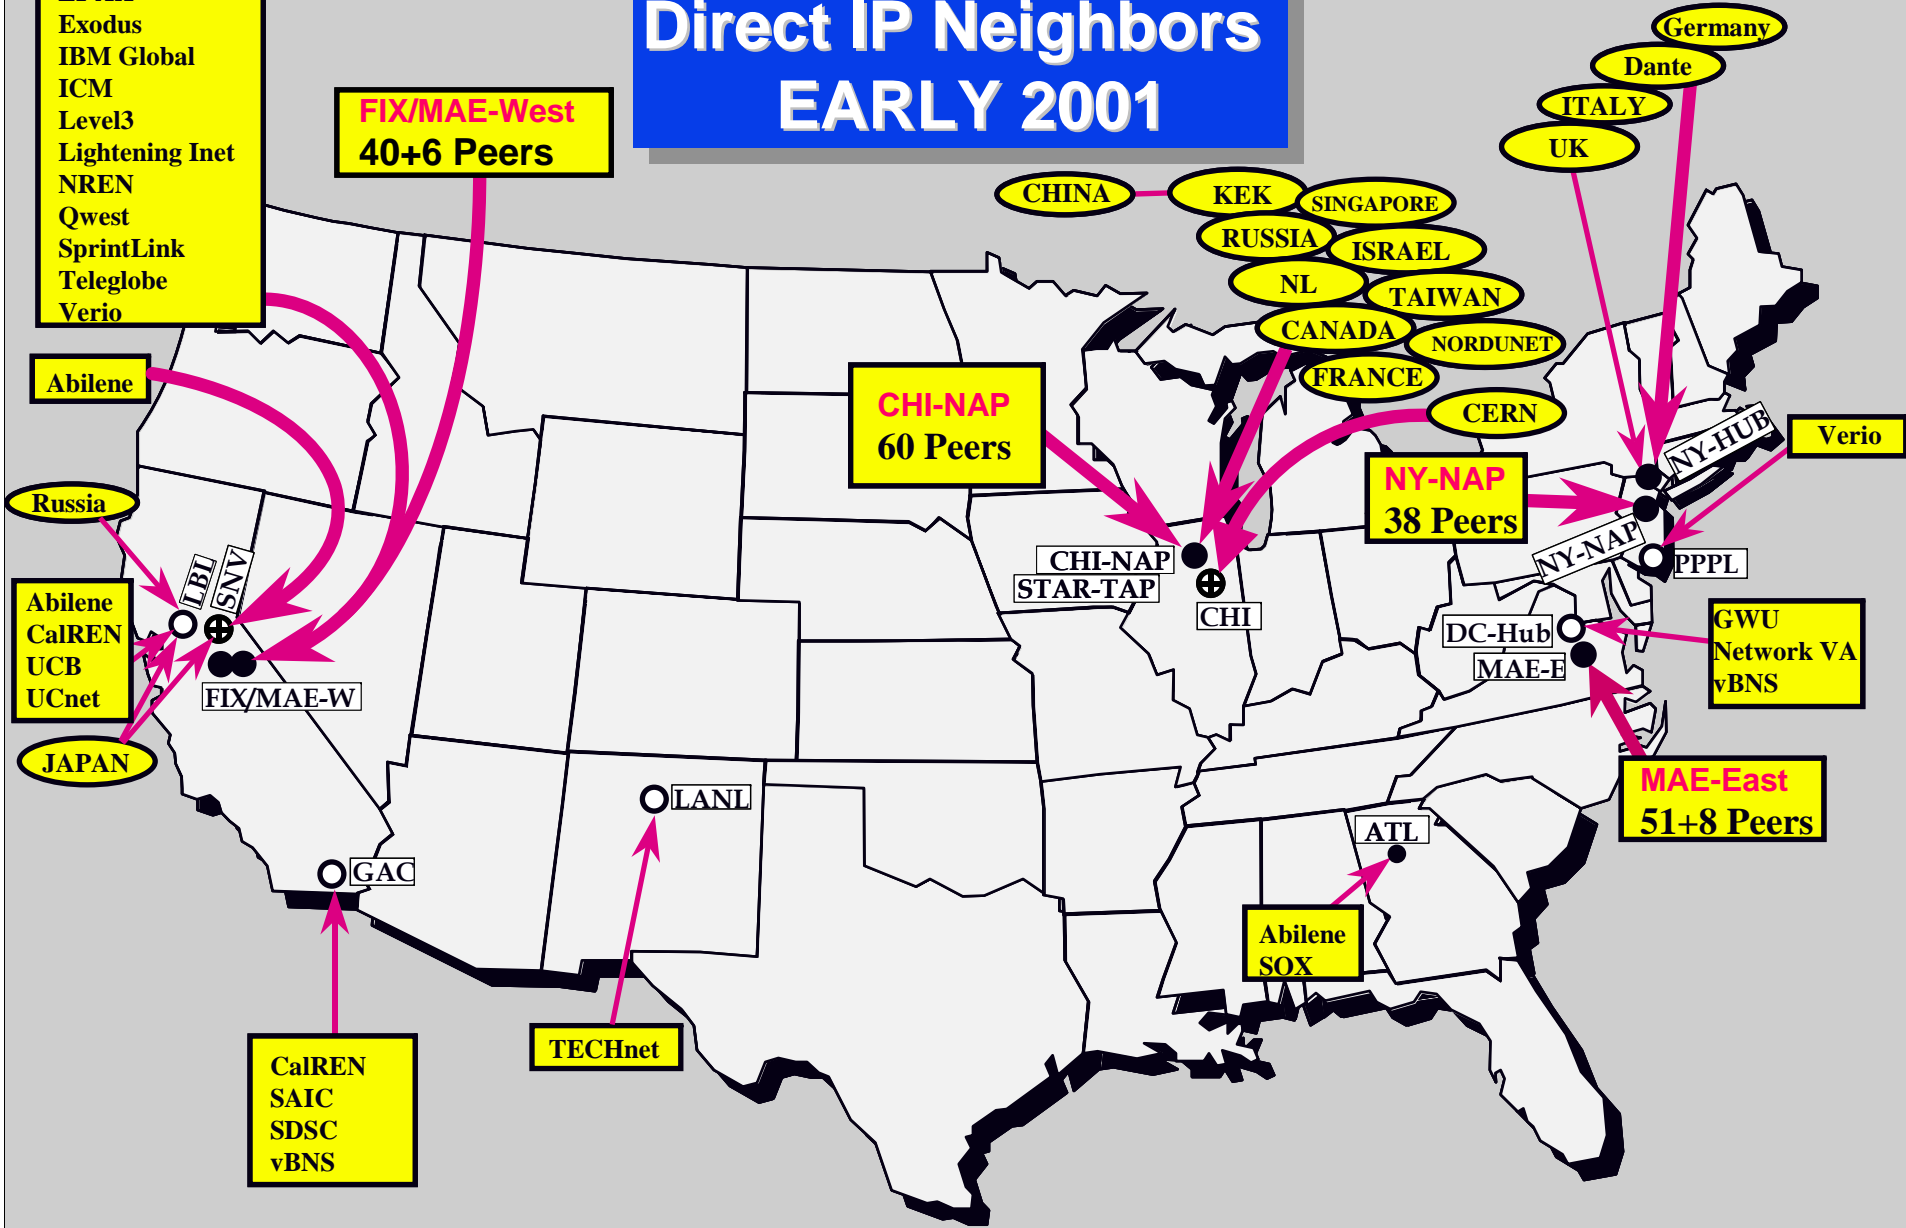 Exodus
IBM Global
ICM
Level3
Lightening Inet
NREN
Qwest
SprintLink
Teleglobe
Verio
Direct IP Neighbors
EARLY 2001
FIX/MAE-West
40+6 Peers
Germany
Dante
ITALY
UK
CHINA
KEK
SINGAPORE
RUSSIA
ISRAEL
NL
TAIWAN
CANADA
NORDUNET
FRANCE
CERN
Abilene
CHI-NAP
60 Peers
NY-NAP
38 Peers
NY-HUB
Verio
Russia
LBL
SNV
NY-NAP
PPPL
CHI-NAP
STAR-TAP
CHI
Abilene
CalREN
UCB
UCnet
FIX/MAE-W
JAPAN
DC-Hub
MAE-E
GWU
Network VA
vBNS
MAE-East
51+8 Peers
LANL
GAC
ATL
Abilene
SOX
TECHnet
CalREN
SAIC
SDSC
vBNS